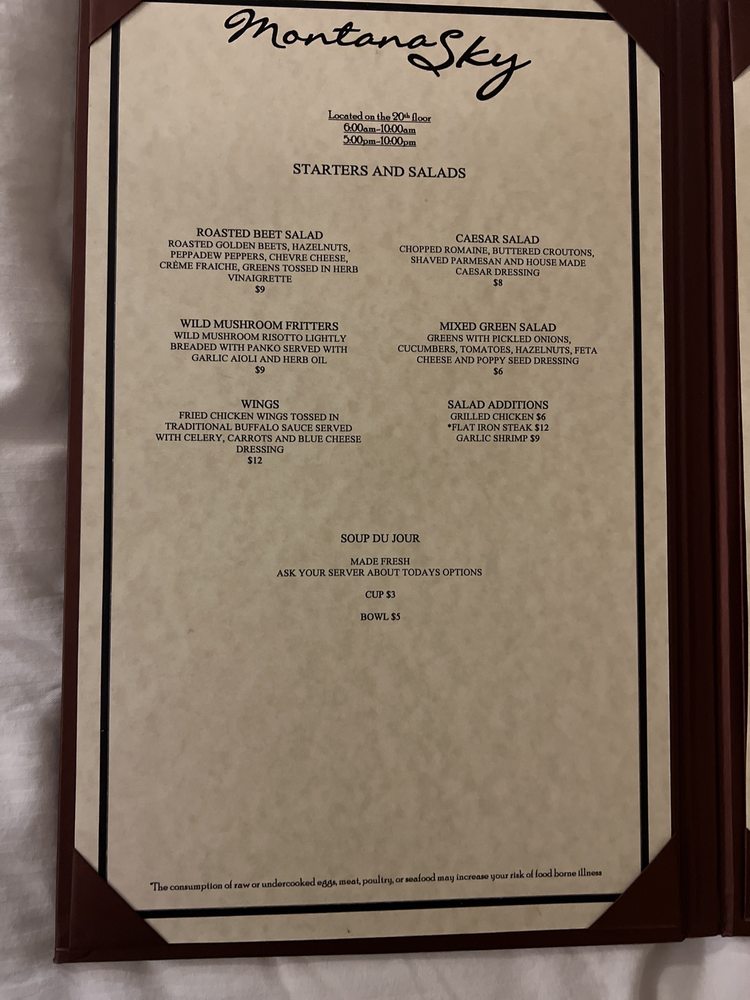 Montana Sky
Located on the 20th floor
6:00am-10:00am
5:00pm-10:00pm
STARTERS AND SALADS
ROASTED BEET SALAD
ROASTED GOLDEN BEETS, HAZELNUTS,
PEPPADEW PEPPERS, CHEVRE CHEESE,
CRÈME FRAICHE, GREENS TOSSED IN HERB
VINAIGRETTE
$9
WILD MUSHROOM FRITTERS
WILD MUSHROOM RISOTTO LIGHTLY
BREADED WITH PANKO SERVED WITH
GARLIC AIOLI AND HERB OIL
$9
WINGS
FRIED CHICKEN WINGS TOSSED IN
TRADITIONAL BUFFALO SAUCE SERVED
WITH CELERY, CARROTS AND BLUE CHEESE
DRESSING
$12
CAESAR SALAD
CHOPPED ROMAINE, BUTTERED CROUTONS,
SHAVED PARMESAN AND HOUSE MADE
CAESAR DRESSING
$8
MIXED GREEN SALAD
GREENS WITH PICKLED ONIONS,
CUCUMBERS, TOMATOES, HAZELNUTS, FETA
CHEESE AND POPPY SEED DRESSING
$6
SALAD ADDITIONS
GRILLED CHICKEN $6
*FLAT IRON STEAK $12
GARLIC SHRIMP $9
SOUP DU JOUR
MADE FRESH
ASK YOUR SERVER ABOUT TODAYS OPTIONS
CUP $3
BOWL $5
*The consumption of raw or undercooked eggs, meat, poultry, or seafood may increase your risk of food borne illness